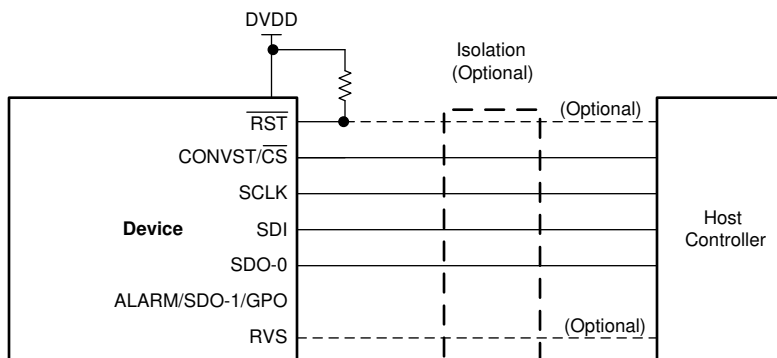 DVDD
Isolation
(Optional)
(Optional)
RST
CONVST/CS
SCLK
Device
SDI
Host
Controller
SDO-0
ALARM/SDO-1/GPO
(Optional)
RVS